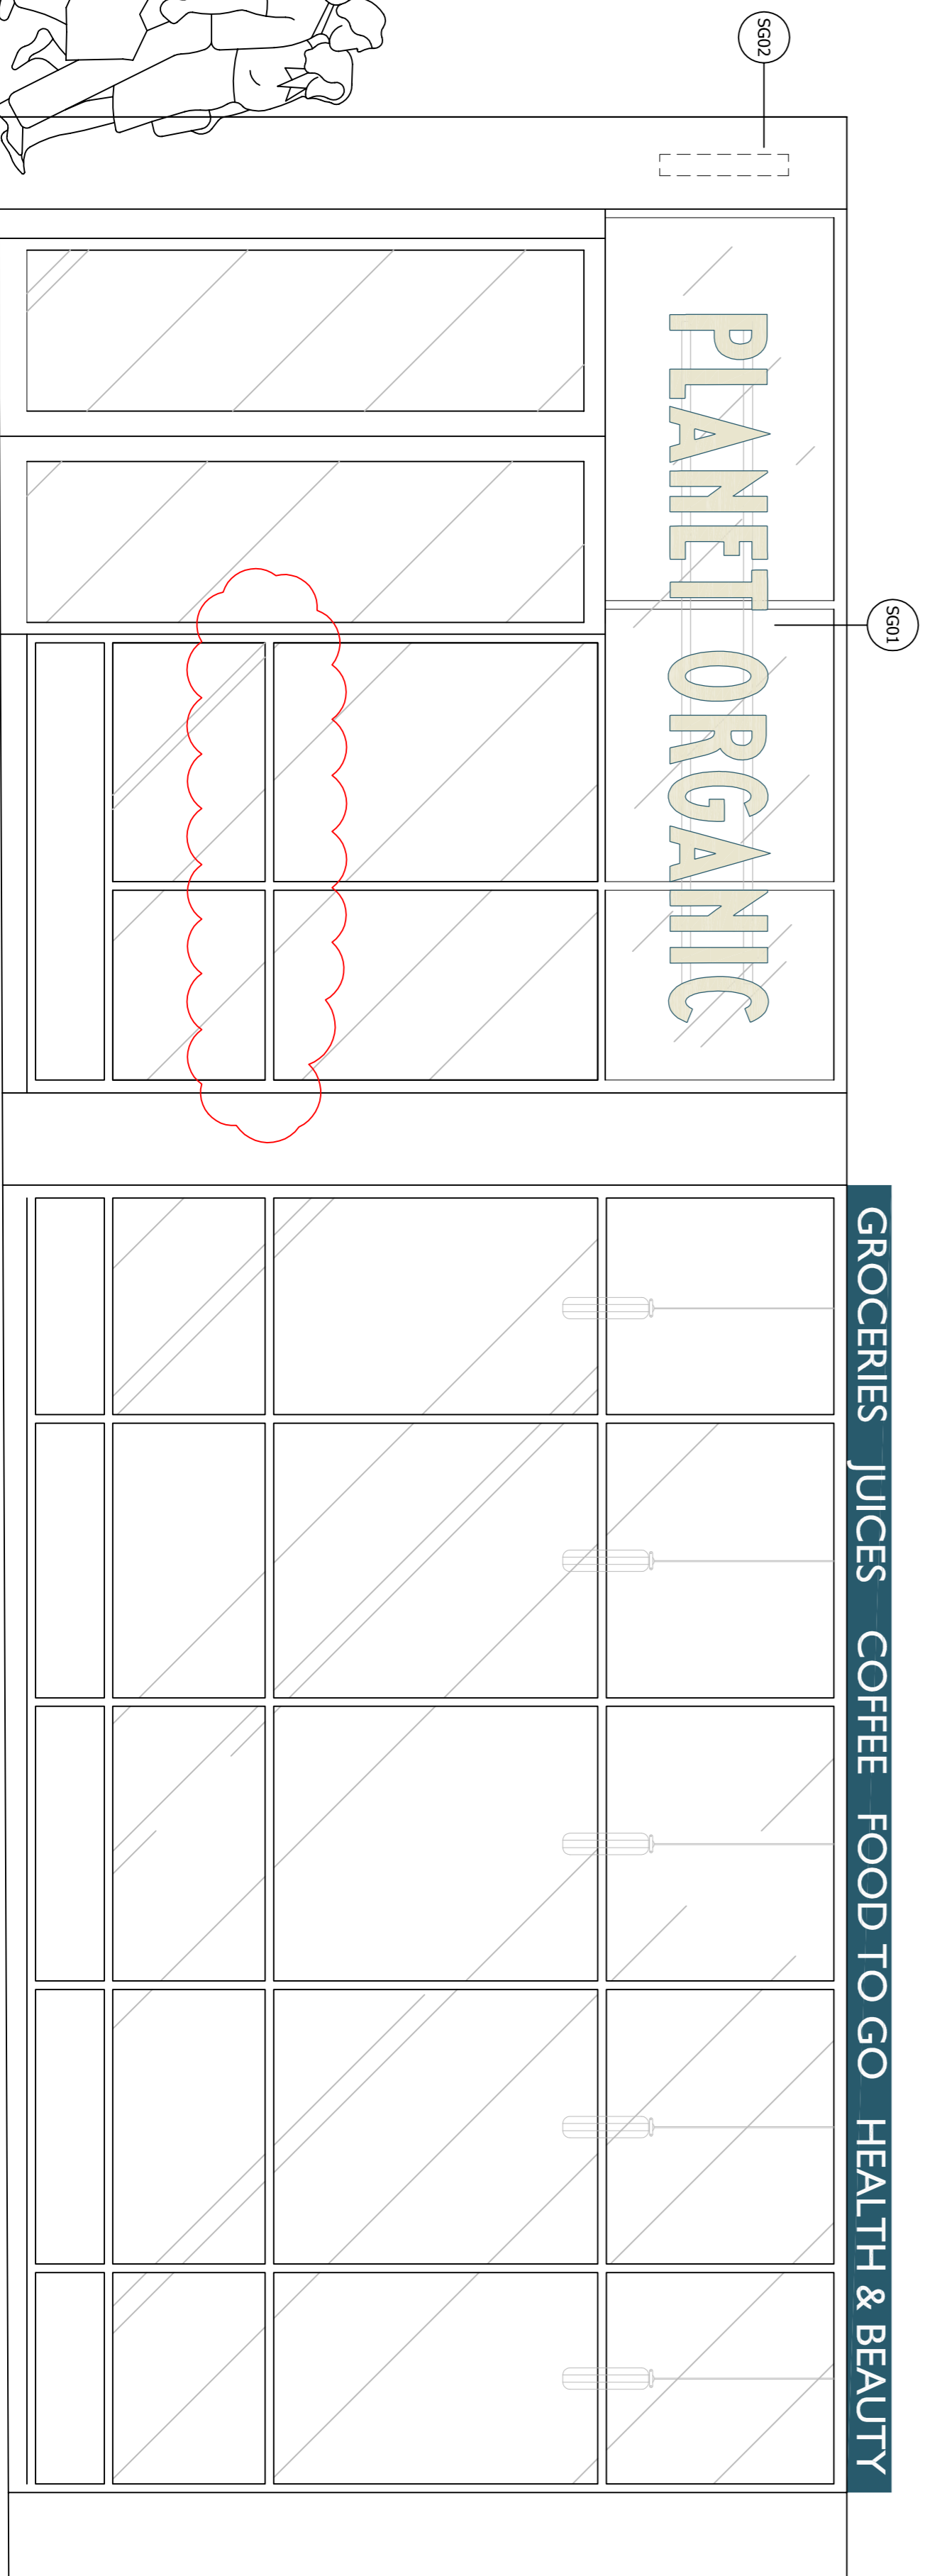 SG02
SG01
PLANET ORGANIC
GROCERIES JUICES COFFEE FOOD TO GO HEALTH & BEAUTY